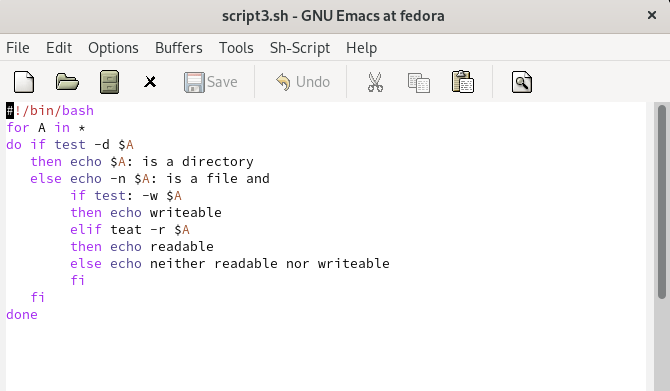 script3.sh - GNU Emacs at fedora
File Edit Options Buffers Tools Sh-Script Help
Save Undo
#!/bin/bash
for A in *
do if test -d $A
   then echo $A: is a directory
   else echo -n $A: is a file and
        if test: -w $A
        then echo writeable
        elif teat -r $A
        then echo readable
        else echo neither readable nor writeable
        fi
   fi
done